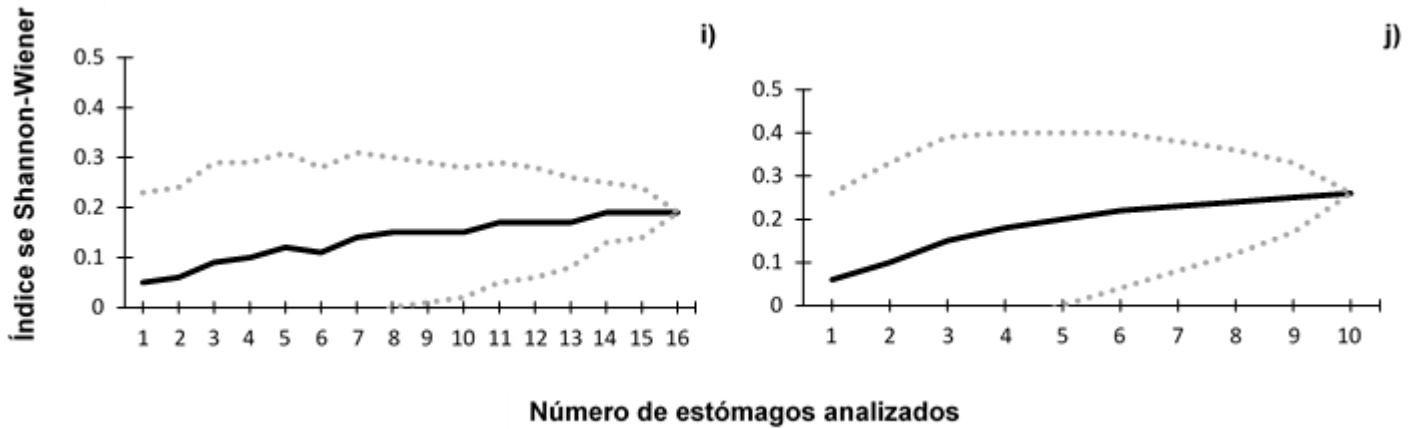 Índice se Shannon-Wiener
i)
0.5
0.4
0.3
0.2
0.1
0
1 2 3 4 5 6 7 8 9 10 11 12 13 14 15 16
j)
0.5
0.4
0.3
0.2
0.1
0
1 2 3 4 5 6 7 8 9 10
Número de estómagos analizados